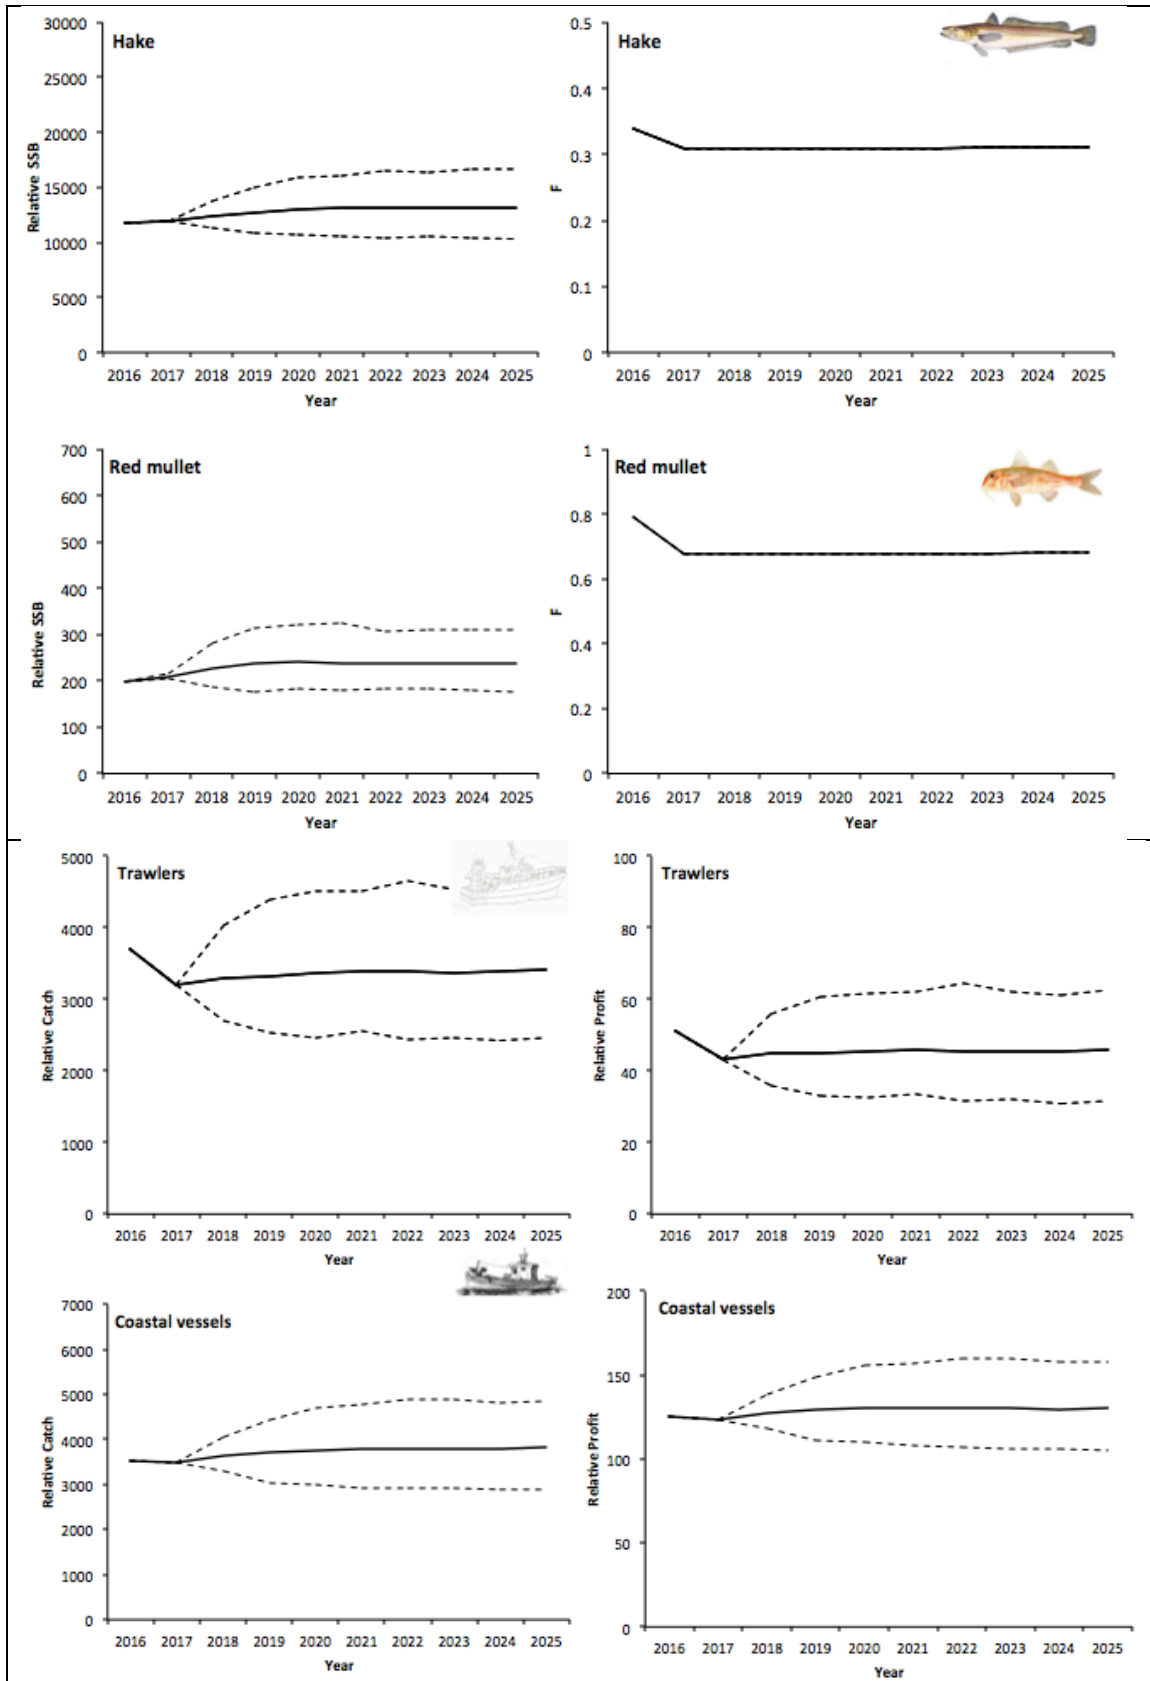 Hake
Relative SSB
30000
25000
20000
15000
10000
5000
0
2016 2017 2018 2019 2020 2021 2022 2023 2024 2025
Year
Hake
F
0.5
0.4
0.3
0.2
0.1
0
2016 2017 2018 2019 2020 2021 2022 2023 2024 2025
Year
Red mullet
Relative SSB
700
600
500
400
300
200
100
0
2016 2017 2018 2019 2020 2021 2022 2023 2024 2025
Year
Red mullet
F
1
0.8
0.6
0.4
0.2
0
2016 2017 2018 2019 2020 2021 2022 2023 2024 2025
Year
Trawlers
Relative Catch
5000
4000
3000
2000
1000
0
2016 2017 2018 2019 2020 2021 2022 2023 2024 2025
Year
Trawlers
Relative Profit
100
80
60
40
20
0
2016 2017 2018 2019 2020 2021 2022 2023 2024 2025
Year
Coastal vessels
Relative Catch
7000
6000
5000
4000
3000
2000
1000
0
2016 2017 2018 2019 2020 2021 2022 2023 2024 2025
Year
Coastal vessels
Relative Profit
200
150
100
50
0
2016 2017 2018 2019 2020 2021 2022 2023 2024 2025
Year